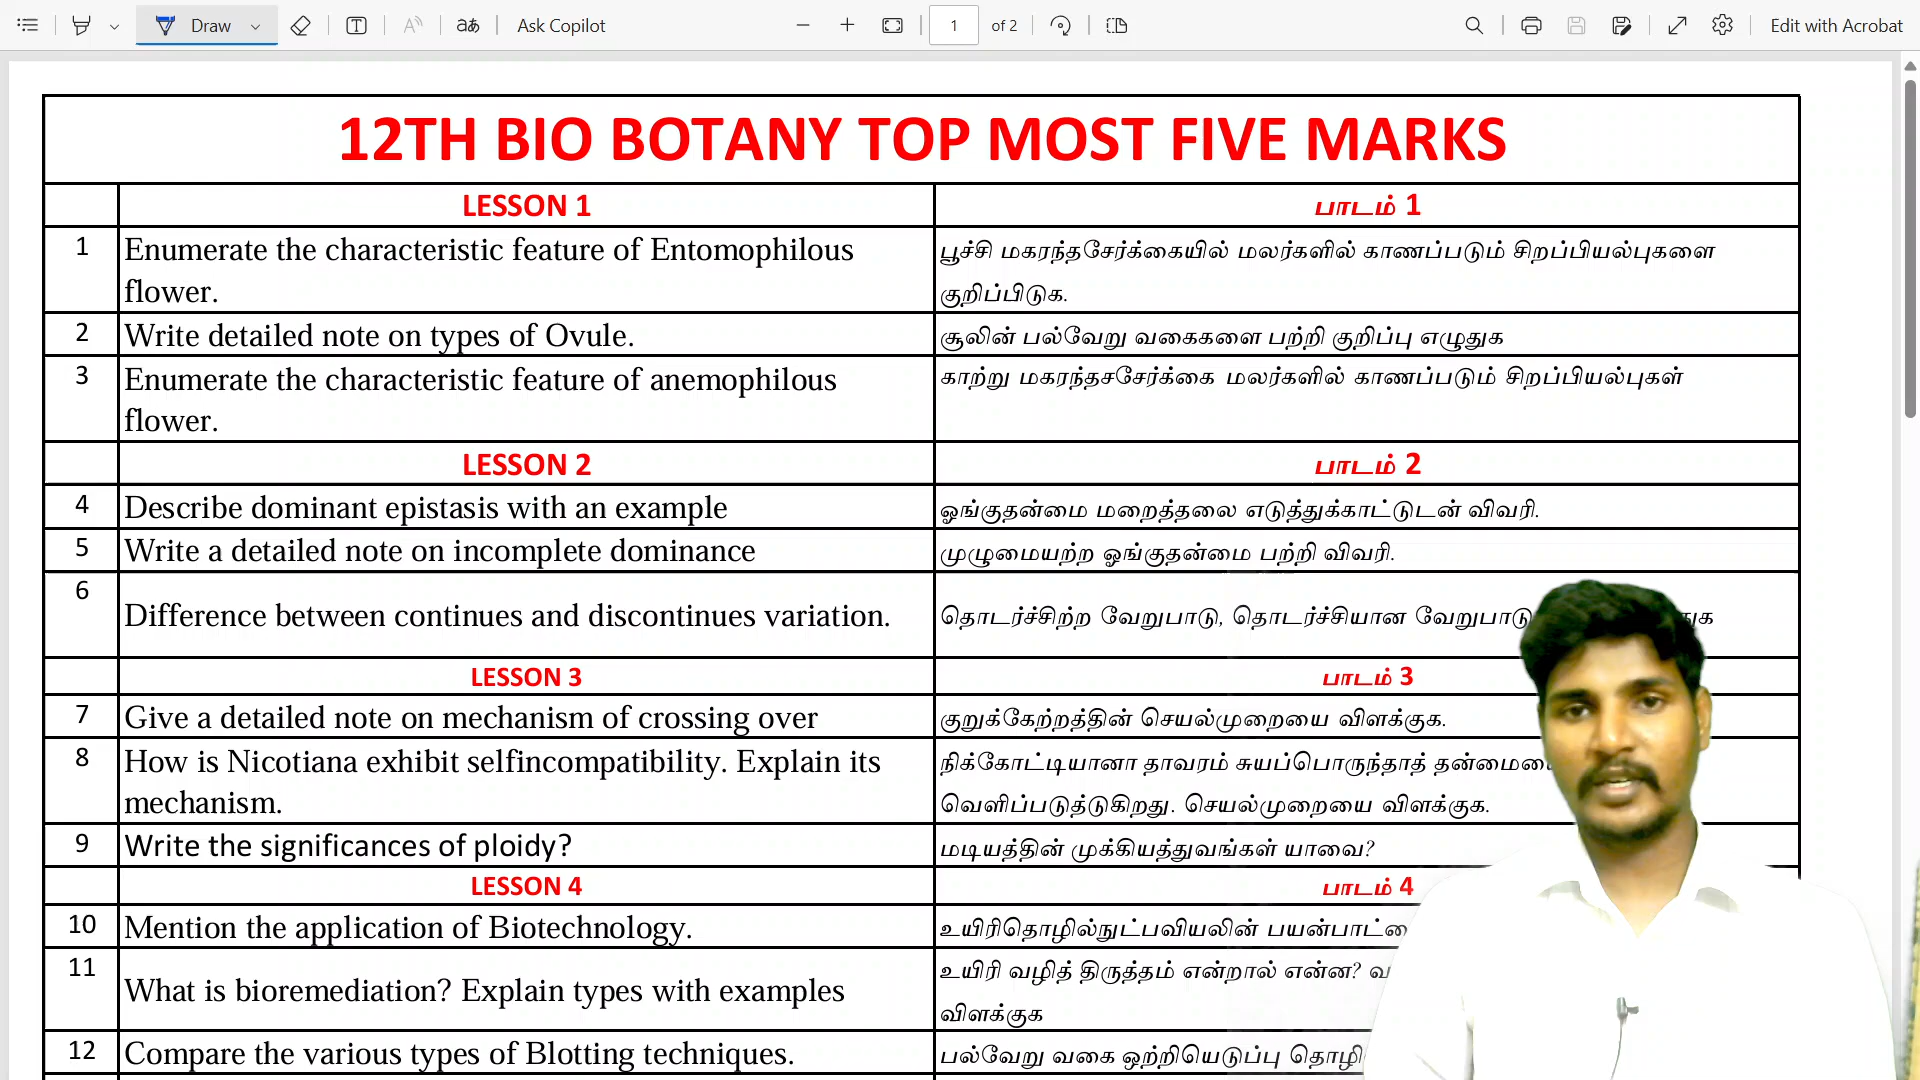 Draw
Ask Copilot
1 of 2
Edit with Acrobat
12TH BIO BOTANY TOP MOST FIVE MARKS
LESSON 1 பாடம் 1
1 Enumerate the characteristic feature of Entomophilous
flower.
பூச்சி மகரந்தசேர்க்கையில் மலர்களில் காணப்படும் சிறப்பியல்புகளை
குறிப்பிடுக.
2 Write detailed note on types of Ovule. சூலின் பல்வேறு வகைகளை பற்றி குறிப்பு எழுதுக
3 Enumerate the characteristic feature of anemophilous
flower.
காற்று மகரந்தசசேர்க்கை மலர்களில் காணப்படும் சிறப்பியல்புகள்
LESSON 2 பாடம் 2
4 Describe dominant epistasis with an example ஓங்குதன்மை மறைத்தலை எடுத்துக்காட்டுடன் விவரி.
5 Write a detailed note on incomplete dominance முழுமையற்ற ஓங்குதன்மை பற்றி விவரி.
6 Difference between continues and discontinues variation. தொடர்ச்சிற்ற வேறுபாடு, தொடர்ச்சியான வேறுபாடு
LESSON 3 பாடம் 3
7 Give a detailed note on mechanism of crossing over குறுக்கேற்றத்தின் செயல்முறையை விளக்குக.
8 How is Nicotiana exhibit selfincompatibility. Explain its
mechanism.
நிக்கோட்டியானா தாவரம் சுயப்பொருந்தாத்
வெளிப்படுத்டுகிறது. செயல்முறையை விளக்குக.
9 Write the significances of ploidy? மடியத்தின் முக்கியத்துவங்கள் யாவை?
LESSON 4 பாடம் 4
10 Mention the application of Biotechnology. உயிரிதொழில்நுட்பவியலின்
11 What is bioremediation? Explain types with examples
உயிரி வழித் திருத்தம் என்றால் என்ன?
விளக்குக
12 Compare the various types of Blotting techniques. பல்வேறு வகை ஒற்றியெடுப்பு